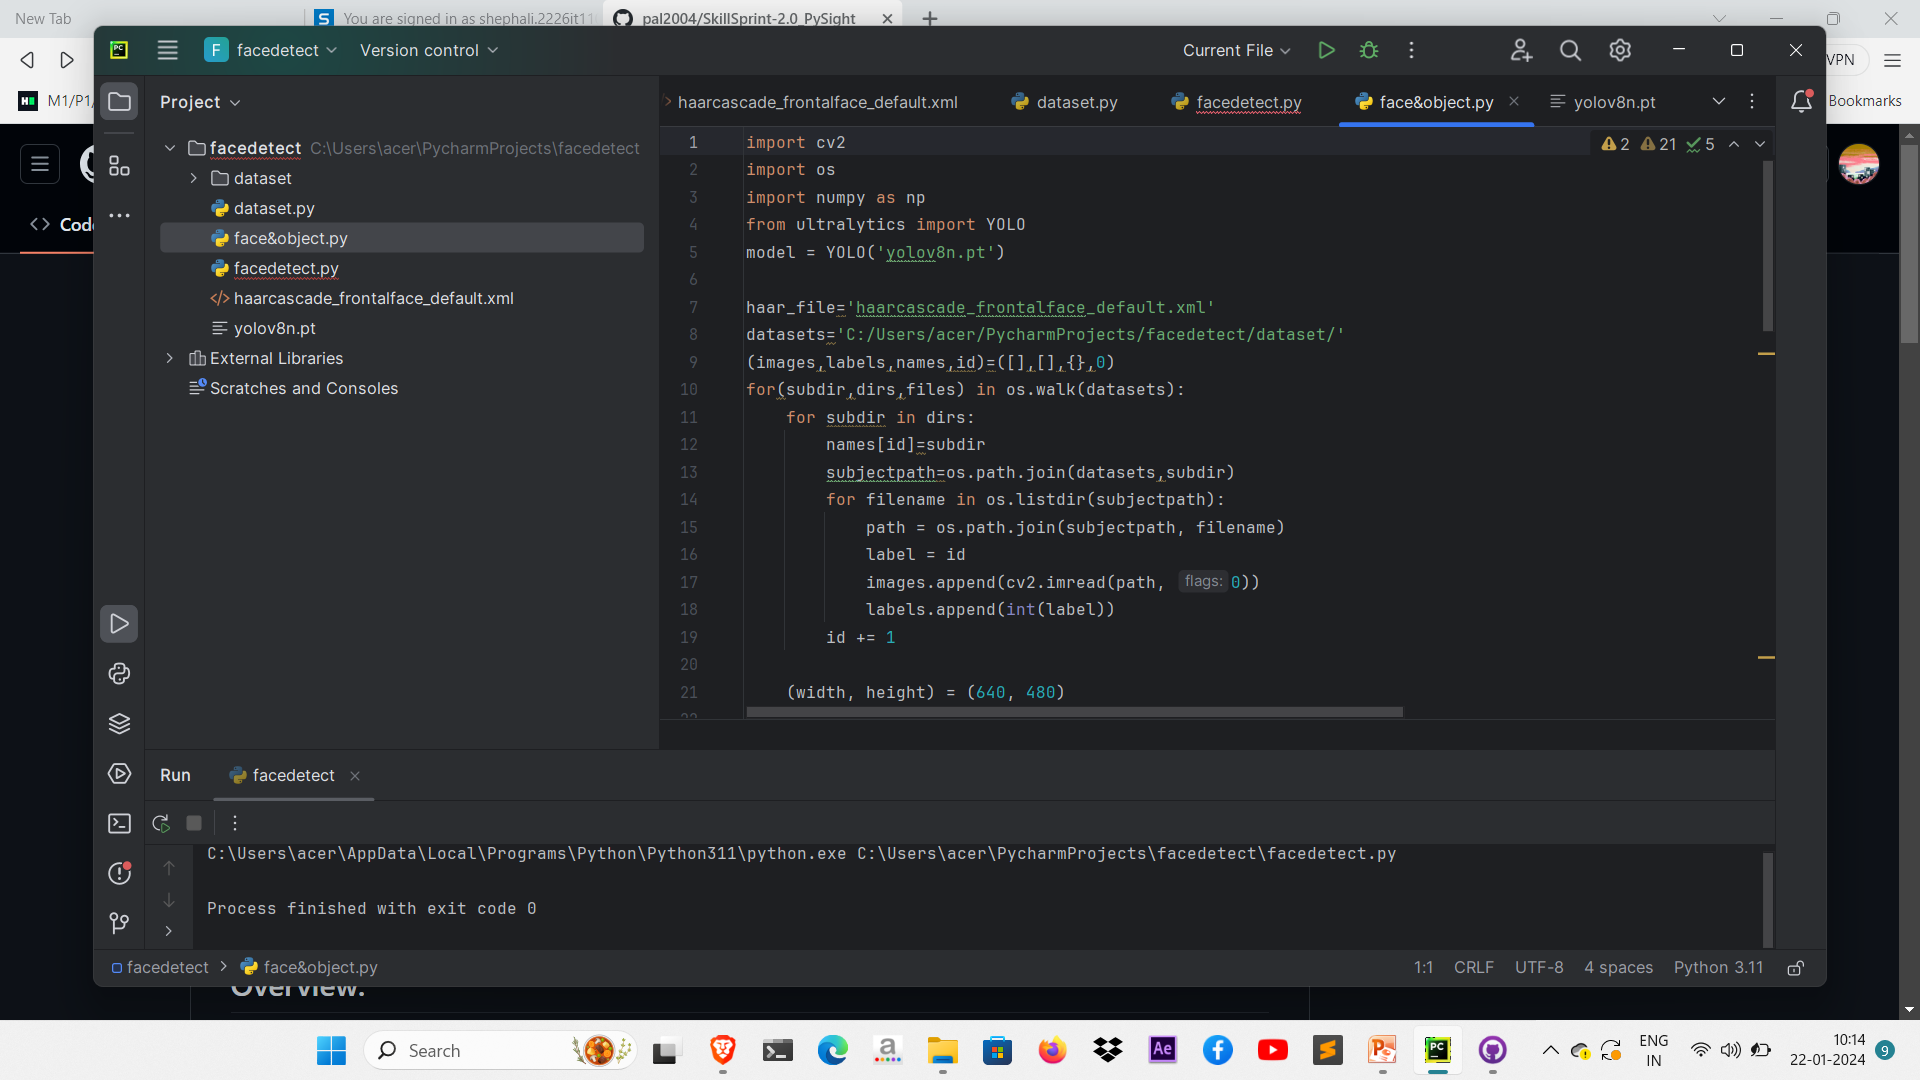 New Tab
S You are signed in as shephali.2226it11
pal2004/SkillSprint-2.0_PySight
VPN
M1/P1/
Bookmarks
Code
PC
F facedetect
Version control
Current File
Project
facedetect C:\Users\acer\PycharmProjects\facedetect
dataset
dataset.py
face&object.py
facedetect.py
haarcascade_frontalface_default.xml
yolov8n.pt
External Libraries
Scratches and Consoles
haarcascade_frontalface_default.xml
dataset.py
facedetect.py
face&object.py
yolov8n.pt
2 21 5
1 import cv2
2 import os
3 import numpy as np
4 from ultralytics import YOLO
5 model = YOLO('yolov8n.pt')
6
7 haar_file='haarcascade_frontalface_default.xml'
8 datasets='C:/Users/acer/PycharmProjects/facedetect/dataset/'
9 (images,labels,names,id)=([],[],{},0)
10 for(subdir,dirs,files) in os.walk(datasets):
11 for subdir in dirs:
12 names[id]=subdir
13 subjectpath=os.path.join(datasets,subdir)
14 for filename in os.listdir(subjectpath):
15 path = os.path.join(subjectpath, filename)
16 label = id
17 images.append(cv2.imread(path, flags: 0))
18 labels.append(int(label))
19 id += 1
20
21 (width, height) = (640, 480)
Run
facedetect
C:\Users\acer\AppData\Local\Programs\Python\Python311\python.exe C:\Users\acer\PycharmProjects\facedetect\facedetect.py
Process finished with exit code 0
facedetect > face&object.py
1:1 CRLF UTF-8 4 spaces Python 3.11
Overview:
Search
a
Ae
PC
ENG
IN
10:14
22-01-2024
9